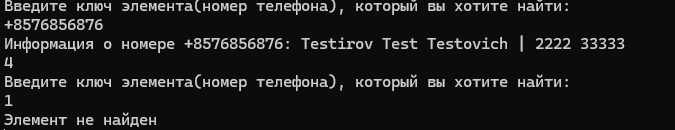 Введите ключ элемента(номер телефона), который вы хотите найти:
+8576856876
Информация о номере +8576856876: Testirov Test Testovich | 2222 33333
4
Введите ключ элемента(номер телефона), который вы хотите найти:
1
Элемент не найден